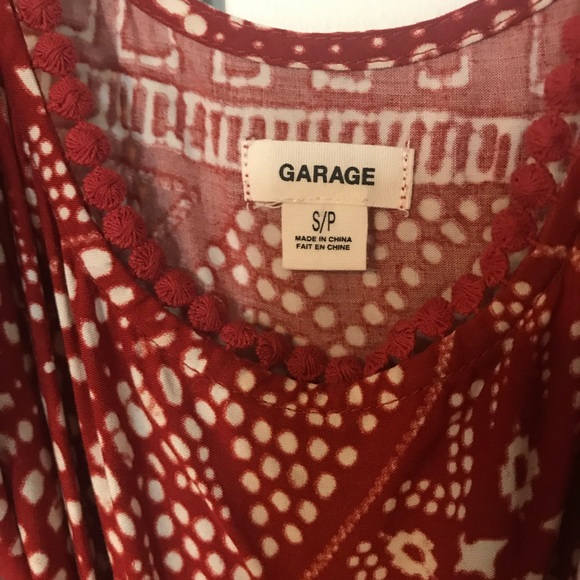 GARAGE
S/P
MADE IN CHINA
FAIT EN CHINE